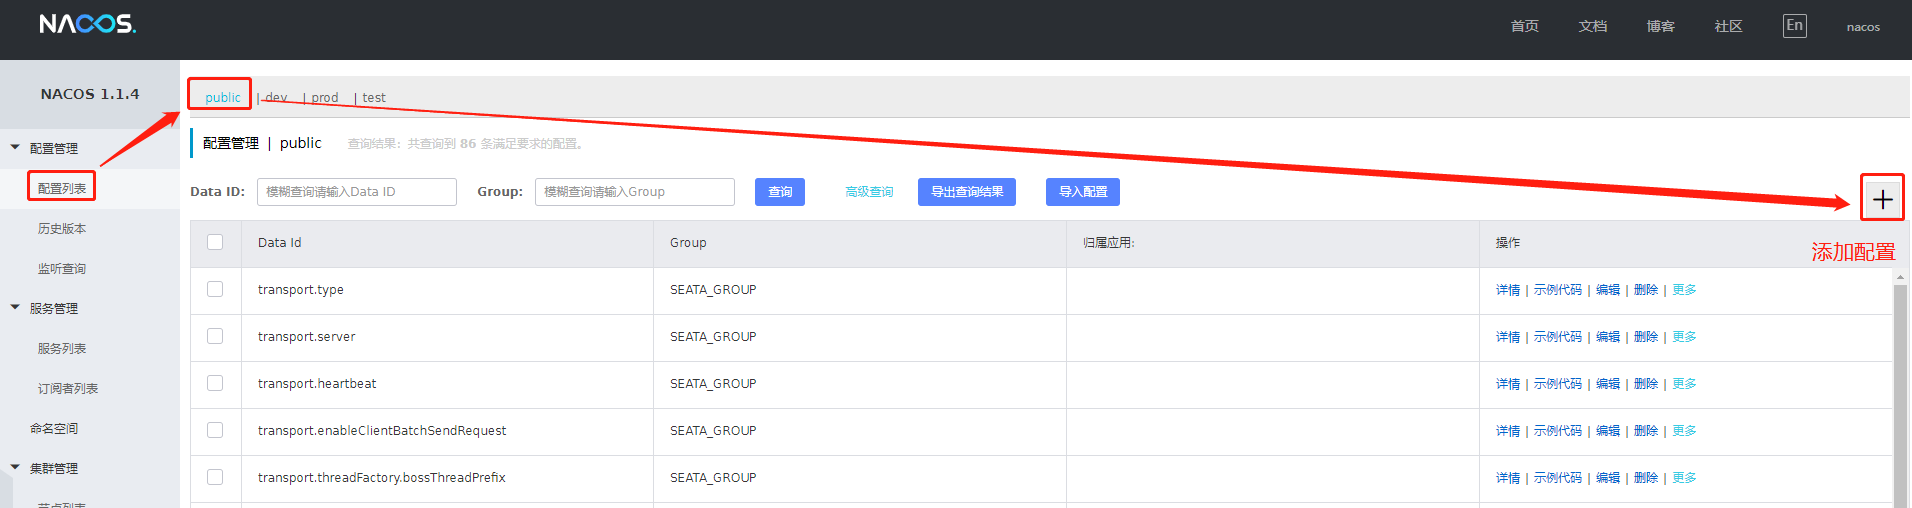 NACOS.
首页 文档 博客 社区 En nacos
NACOS 1.1.4
public | dev | prod | test
配置管理
配置管理 | public 查询结果：共查询到 86 条满足要求的配置。
配置列表
Data ID: 模糊查询请输入Data ID Group: 模糊查询请输入Group 查询 高级查询 导出查询结果 导入配置
历史版本
监听查询
服务管理
服务列表
订阅者列表
命名空间
集群管理
节点列表
Data Id Group 归属应用: 操作
添加配置
transport.type SEATA_GROUP 详情 | 示例代码 | 编辑 | 删除 | 更多
transport.server SEATA_GROUP 详情 | 示例代码 | 编辑 | 删除 | 更多
transport.heartbeat SEATA_GROUP 详情 | 示例代码 | 编辑 | 删除 | 更多
transport.enableClientBatchSendRequest SEATA_GROUP 详情 | 示例代码 | 编辑 | 删除 | 更多
transport.threadFactory.bossThreadPrefix SEATA_GROUP 详情 | 示例代码 | 编辑 | 删除 | 更多